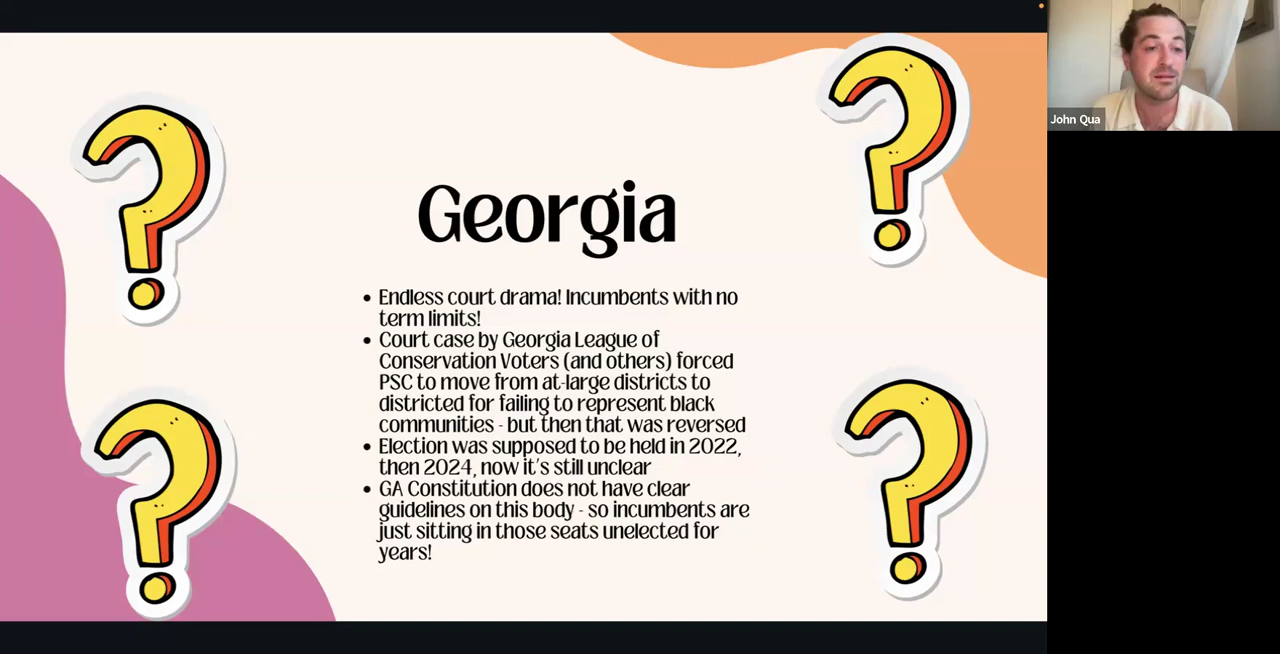 Georgia
• Endless court drama! Incumbents with no
term limits!
• Court case by Georgia League of
Conservation Voters (and others) forced
PSC to move from at-large districts to
districted for failing to represent black
communities - but then that was reversed
• Election was supposed to be held in 2022,
then 2024, now it's still unclear
• GA Constitution does not have clear
guidelines on this body - so incumbents are
just sitting in those seats unelected for
years!
John Qua